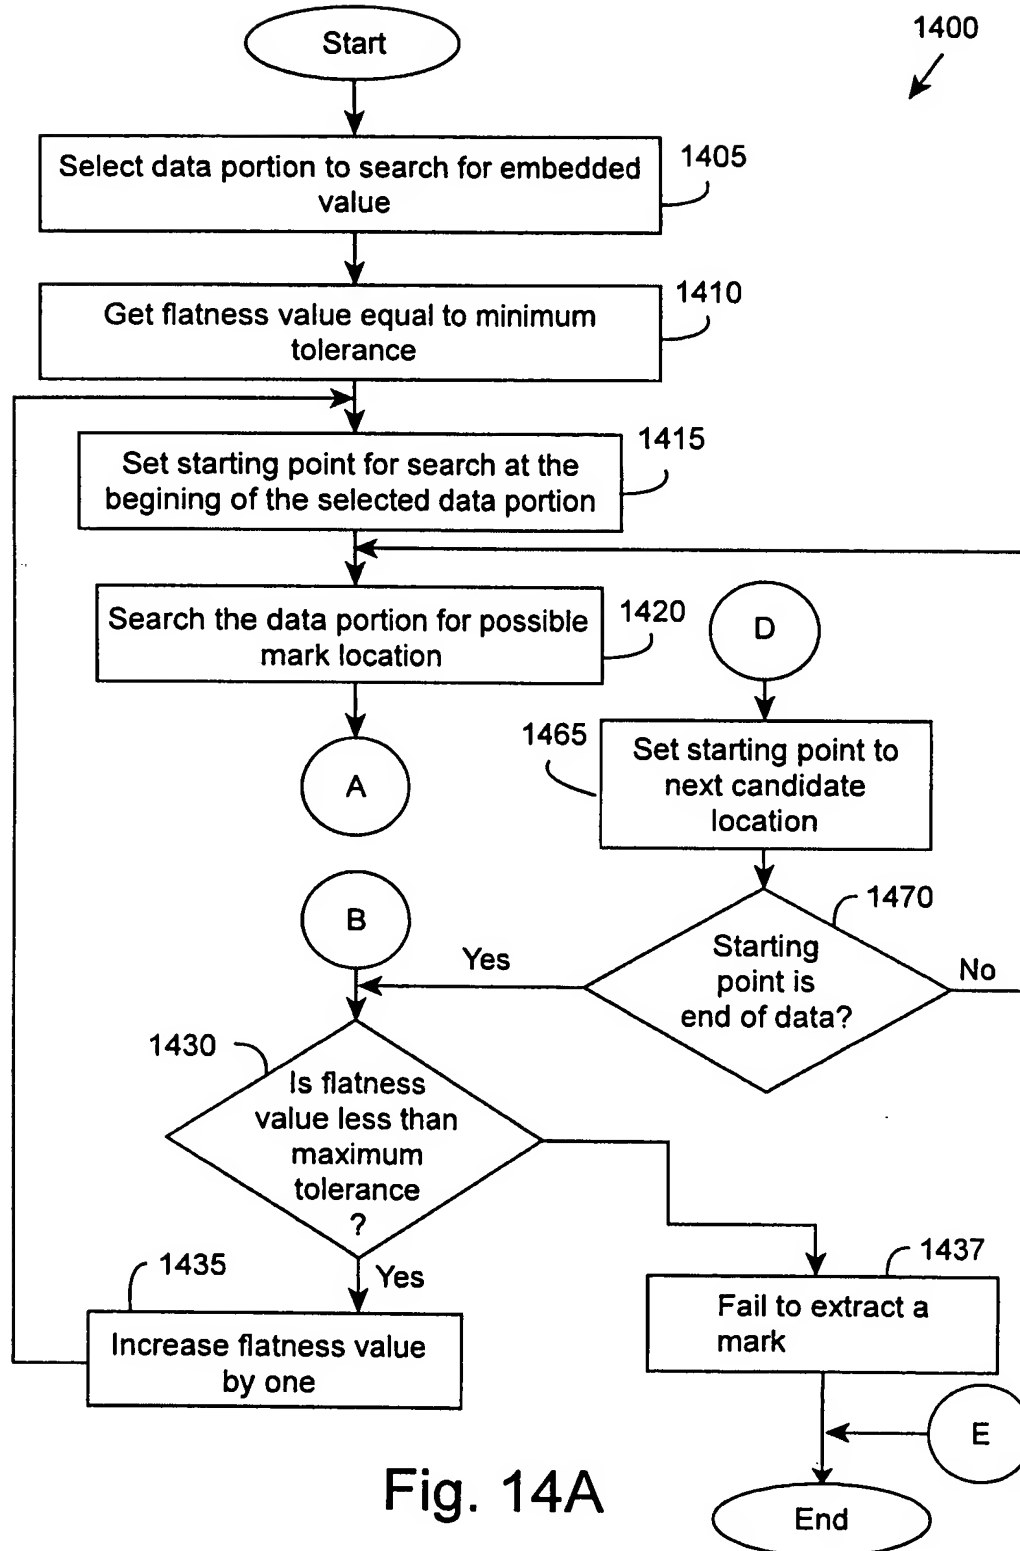 Start
1400
Select data portion to search for embedded
value
1405
Get flatness value equal to minimum
tolerance
1410
Set starting point for search at the
begining of the selected data portion
1415
Search the data portion for possible
mark location
1420
A
D
1465
Set starting point to
next candidate
location
1470
Starting
point is
end of data?
Yes
No
B
1430
Is flatness
value less than
maximum
tolerance
?
Yes
1435
Increase flatness value
by one
1437
Fail to extract a
mark
E
End
Fig. 14A